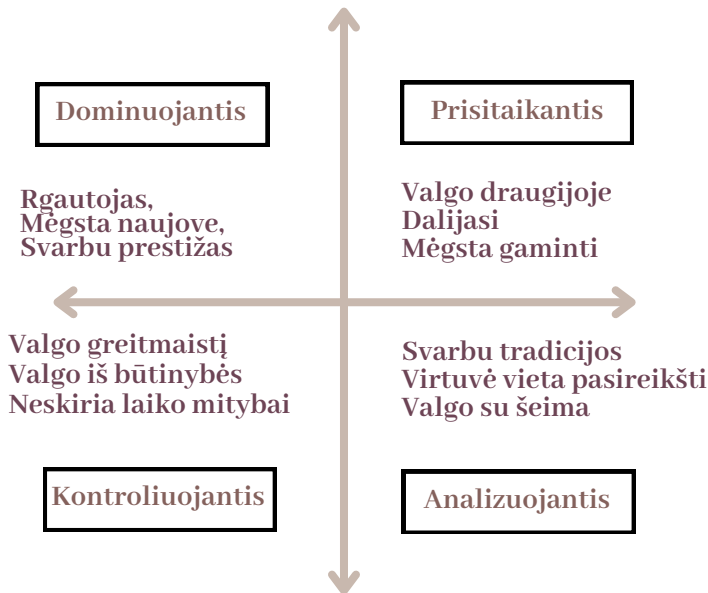 Dominuojantis
Rgautojas,
Mėgsta naujove,
Svarbu prestižas
Prisitaikantis
Valgo draugijoje
Dalijasi
Mėgsta gaminti
Valgo greitmaistį
Valgo iš būtinybės
Neskiria laiko mitybai
Kontroliuojantis
Svarbu tradicijos
Virtuvė vieta pasireikšti
Valgo su šeima
Analizuojantis